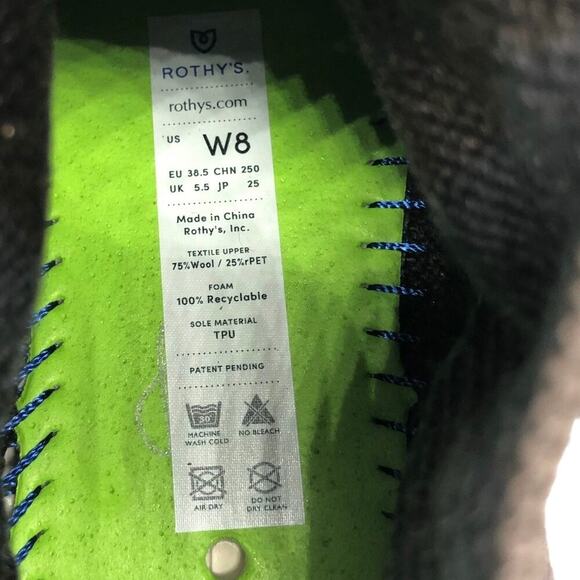 ROTHY'S.
rothys.com
US W8
EU 38.5 CHN 250
UK 5.5 JP 25
Made in China
Rothy's, Inc.
TEXTILE UPPER
75%Wool / 25%rPET
FOAM
100% Recyclable
SOLE MATERIAL
TPU
PATENT PENDING
30
MACHINE WASH COLD
NO BLEACH
AIR DRY
DO NOT DRY CLEAN